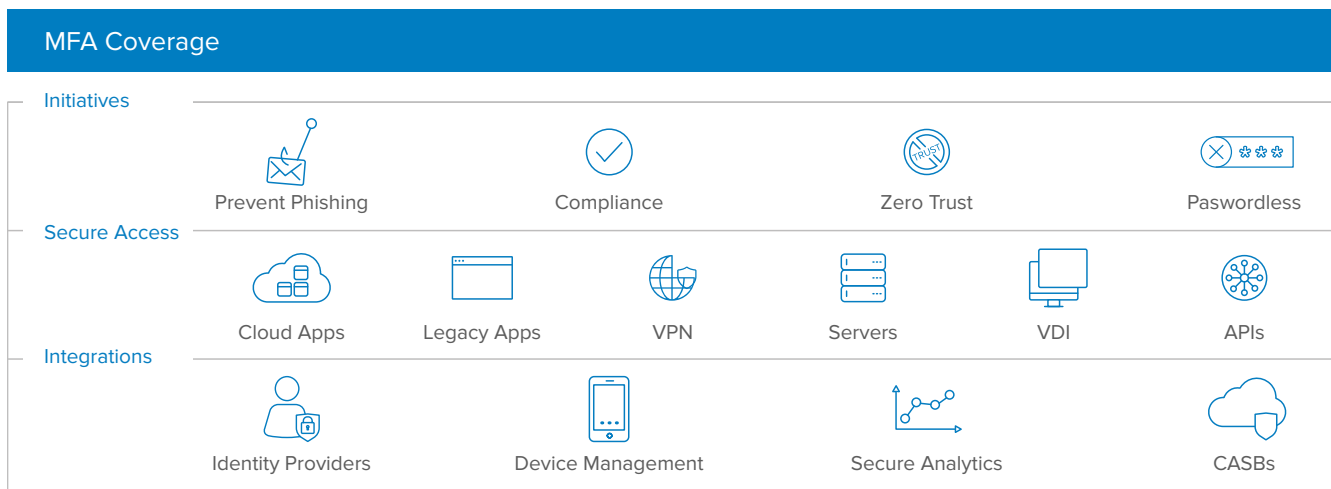 MFA Coverage
Initiatives
TRUST
***
Prevent Phishing Compliance Zero Trust Paswordless
Secure Access
Cloud Apps Legacy Apps VPN Servers VDI APIs
Integrations
Identity Providers Device Management Secure Analytics CASBs